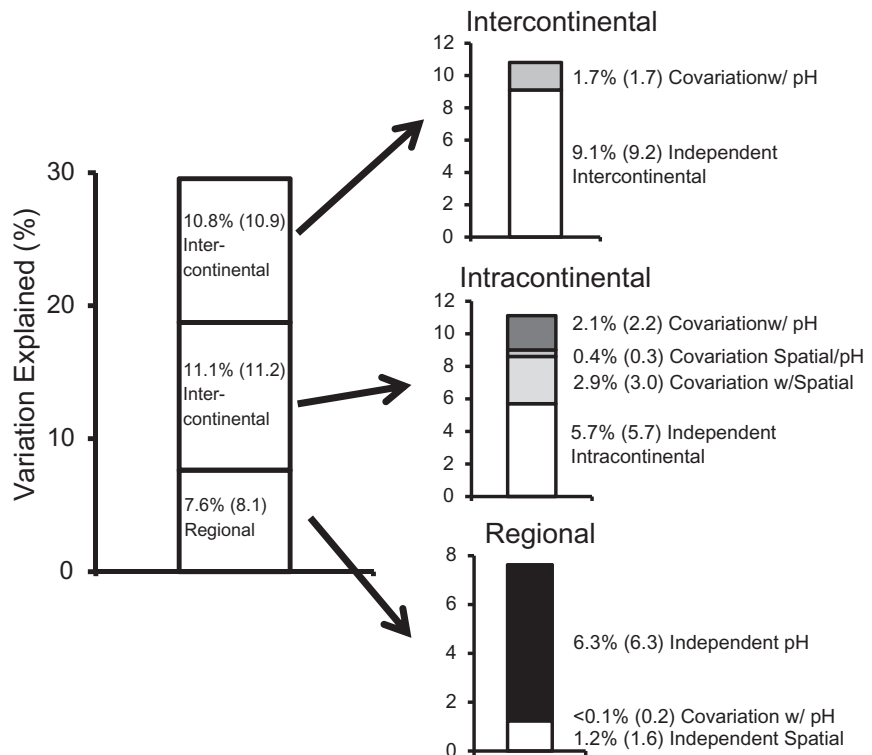 Variation Explained (%)
30
20
10
0
10.8% (10.9)
Inter-
continental
11.1% (11.2)
Inter-
continental
7.6% (8.1)
Regional
Intercontinental
12
10
8
6
4
2
0
1.7% (1.7) Covariationw/ pH
9.1% (9.2) Independent
Intercontinental
Intracontinental
12
10
8
6
4
2
0
2.1% (2.2) Covariationw/ pH
0.4% (0.3) Covariation Spatial/pH
2.9% (3.0) Covariation w/Spatial
5.7% (5.7) Independent
Intracontinental
Regional
8
6
4
2
0
6.3% (6.3) Independent pH
<0.1% (0.2) Covariation w/ pH
1.2% (1.6) Independent Spatial